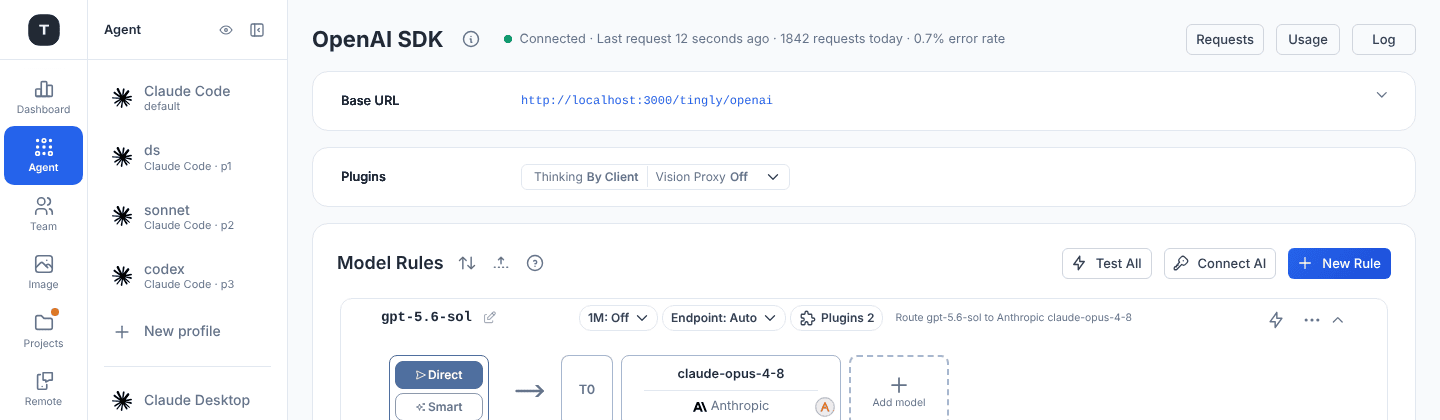 T
Agent
Dashboard
Agent
Team
Image
Projects
Remote
Claude Code
default
ds
Claude Code · p1
sonnet
Claude Code · p2
codex
Claude Code · p3
New profile
Claude Desktop
OpenAI SDK
Connected · Last request 12 seconds ago · 1842 requests today · 0.7% error rate
Requests
Usage
Log
Base URL
http://localhost:3000/tingly/openai
Plugins
Thinking By Client
Vision Proxy Off
Model Rules
Test All
Connect AI
New Rule
gpt-5.6-sol
1M: Off
Endpoint: Auto
Plugins 2
Route gpt-5.6-sol to Anthropic claude-opus-4-8
Direct
Smart
T0
claude-opus-4-8
Anthropic
A
Add model